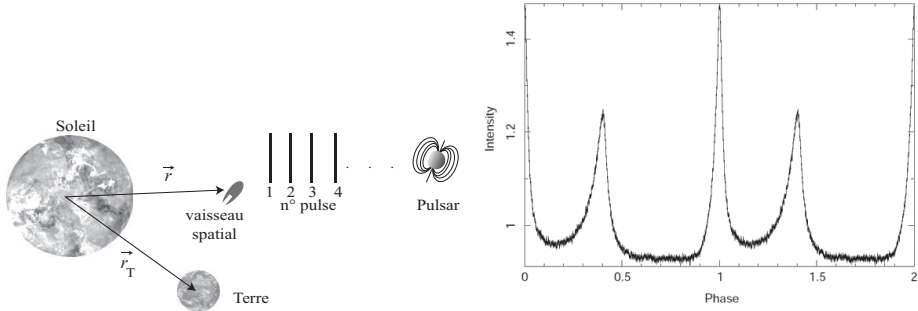 Soleil
r
vaisseau
spatial
1 2 3 4 . . .
n° pulse
Pulsar
r_T
Terre
Intensity
1.4
1.2
1
0 0.5 1 1.5 2
Phase